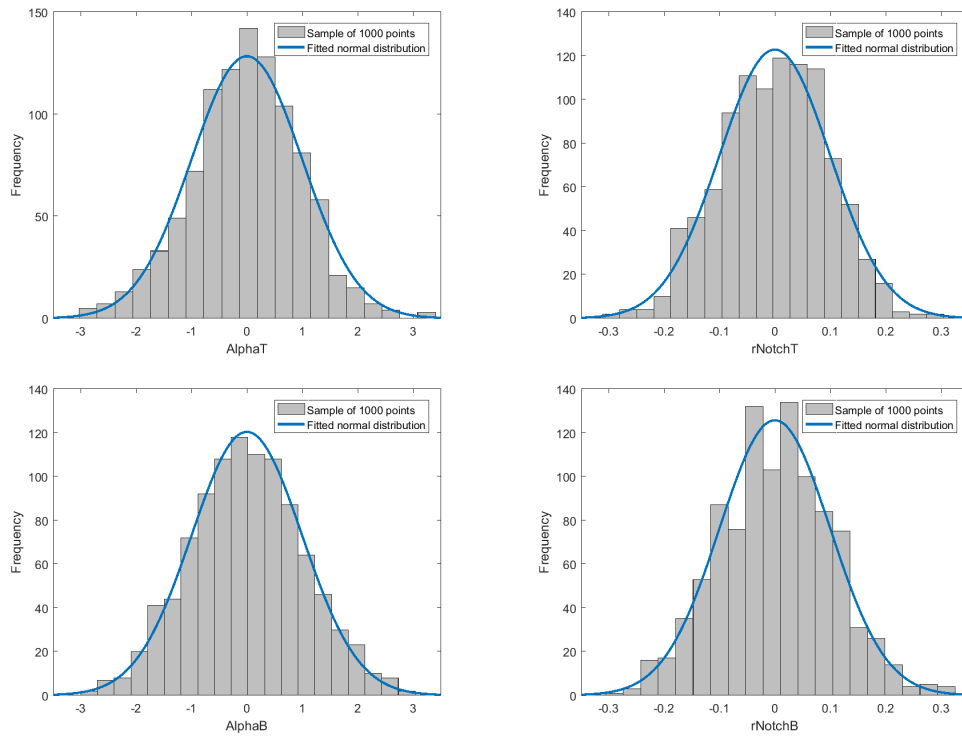 150
100
50
0
Frequency
Sample of 1000 points
Fitted normal distribution
-3 -2 -1 0 1 2 3
AlphaT
140
120
100
80
60
40
20
0
Frequency
Sample of 1000 points
Fitted normal distribution
-0.3 -0.2 -0.1 0 0.1 0.2 0.3
rNotchT
140
120
100
80
60
40
20
0
Frequency
Sample of 1000 points
Fitted normal distribution
-3 -2 -1 0 1 2 3
AlphaB
140
120
100
80
60
40
20
0
Frequency
Sample of 1000 points
Fitted normal distribution
-0.3 -0.2 -0.1 0 0.1 0.2 0.3
rNotchB